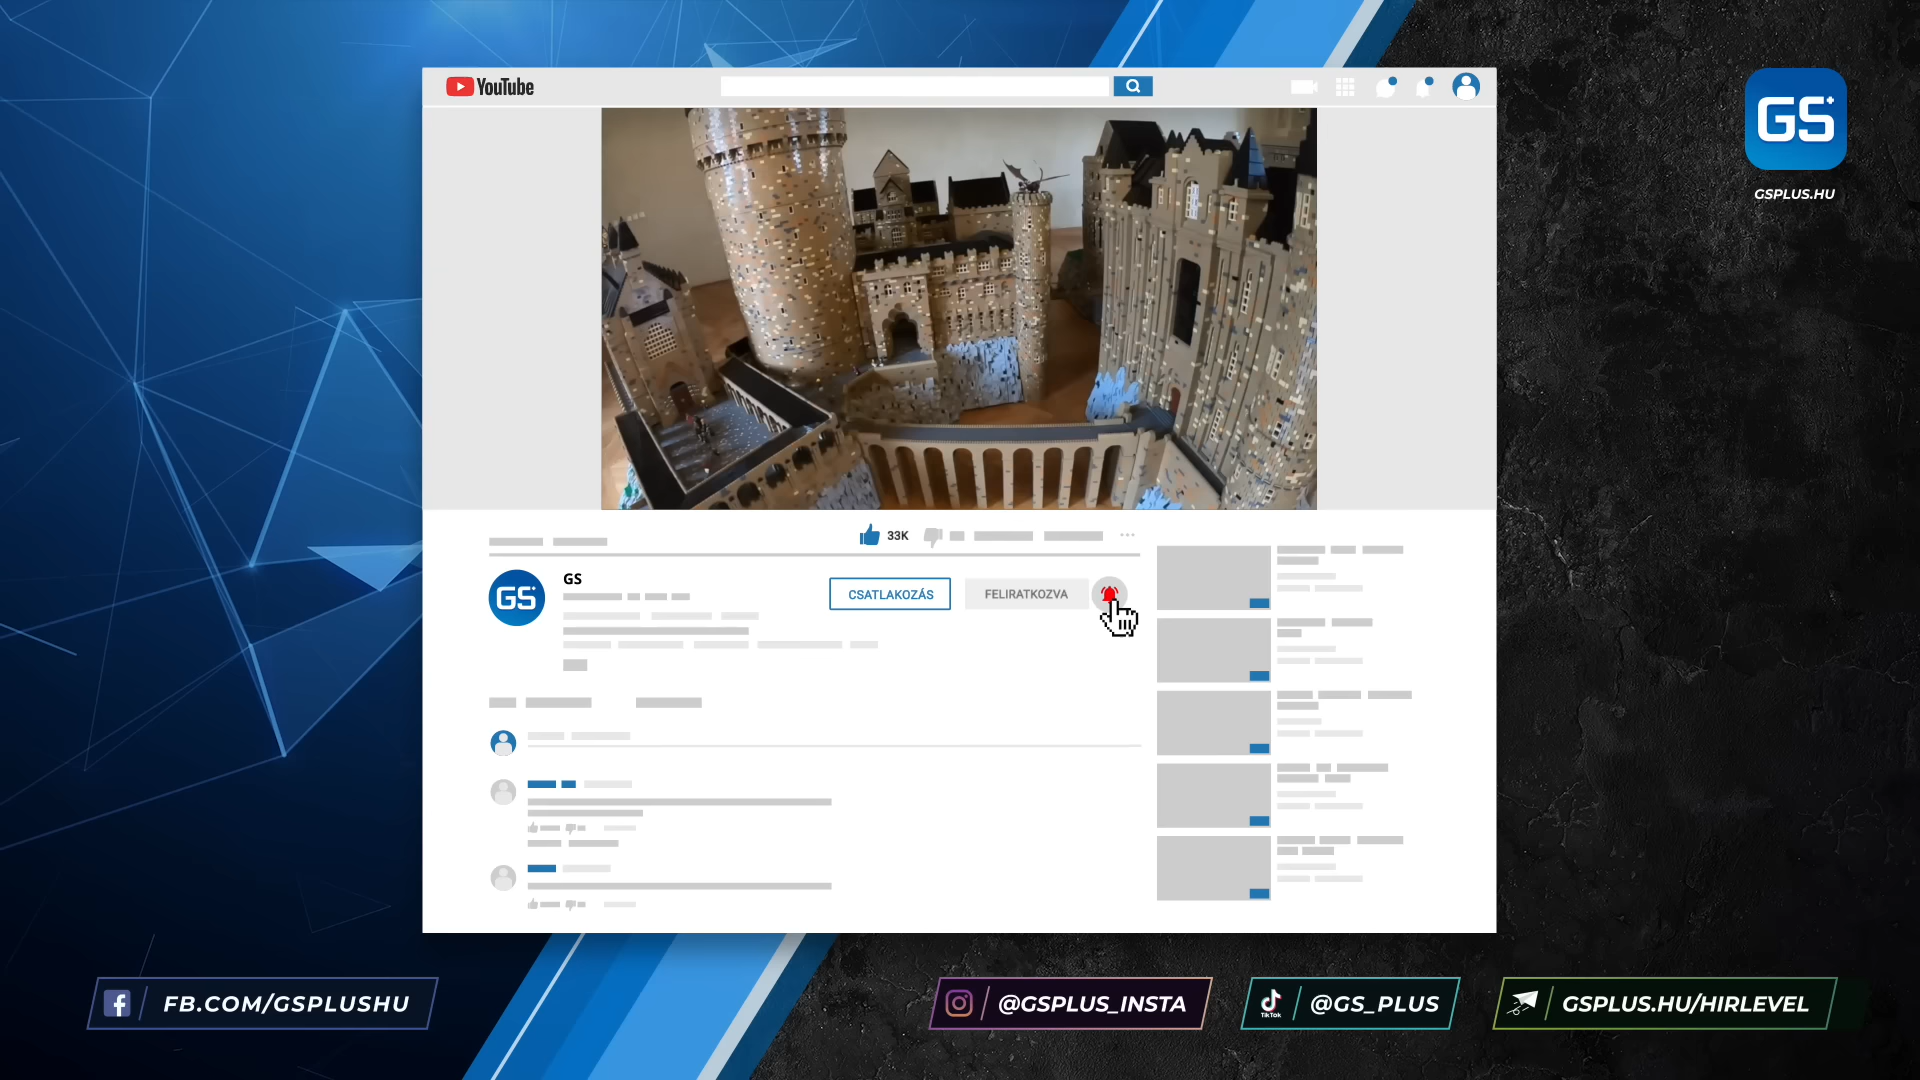 YouTube
GS+
GSPLUS.HU
33K
GS+
GS
CSATLAKOZÁS
FELIRATKOZVA
FB.COM/GSPLUSHU
@GSPLUS_INSTA
TikTok
@GS_PLUS
GSPLUS.HU/HIRLEVEL